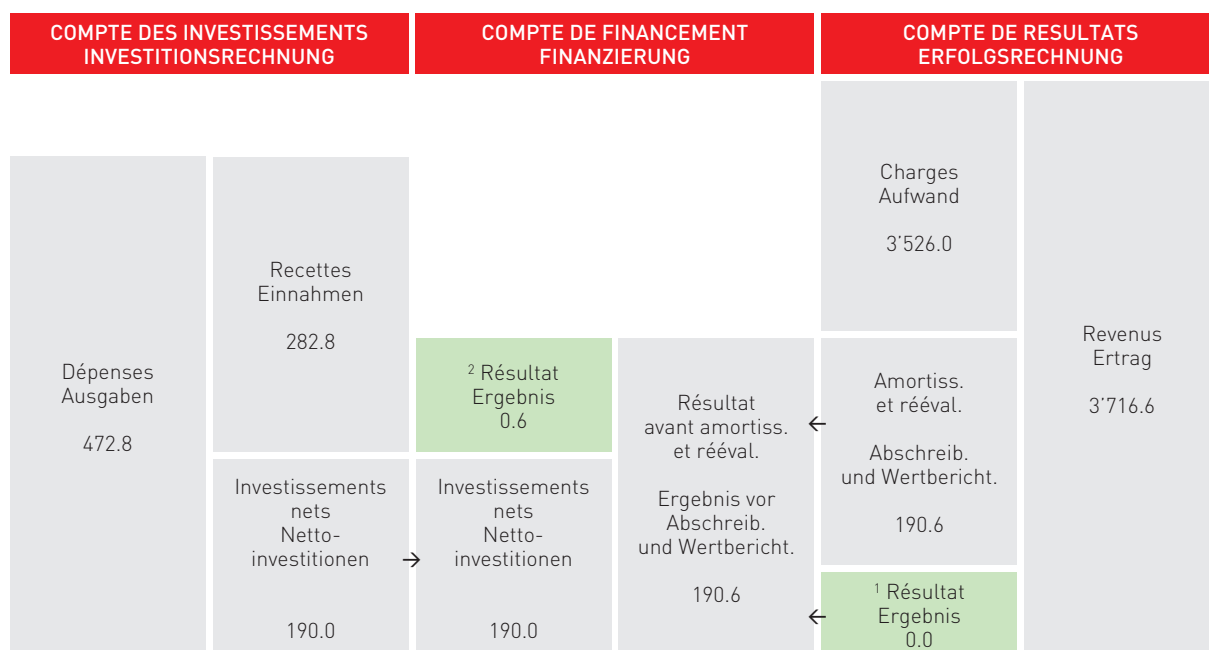 COMPTE DES INVESTISSEMENTS
INVESTITIONSRECHNUNG
COMPTE DE FINANCEMENT
FINANZIERUNG
COMPTE DE RESULTATS
ERFOLGSRECHNUNG
Dépenses
Ausgaben
472.8
Recettes
Einnahmen
282.8
Investissements
nets
Netto-
investitionen
→
190.0
² Résultat
Ergebnis
0.6
Investissements
nets
Netto-
investitionen
190.0
Résultat
avant amortiss.
et rééval.
Ergebnis vor
Abschreib.
und Wertbericht.
190.6
Charges
Aufwand
3'526.0
←
Amortiss.
et rééval.
Abschreib.
und Wertbericht.
190.6
←
¹ Résultat
Ergebnis
0.0
Revenus
Ertrag
3'716.6